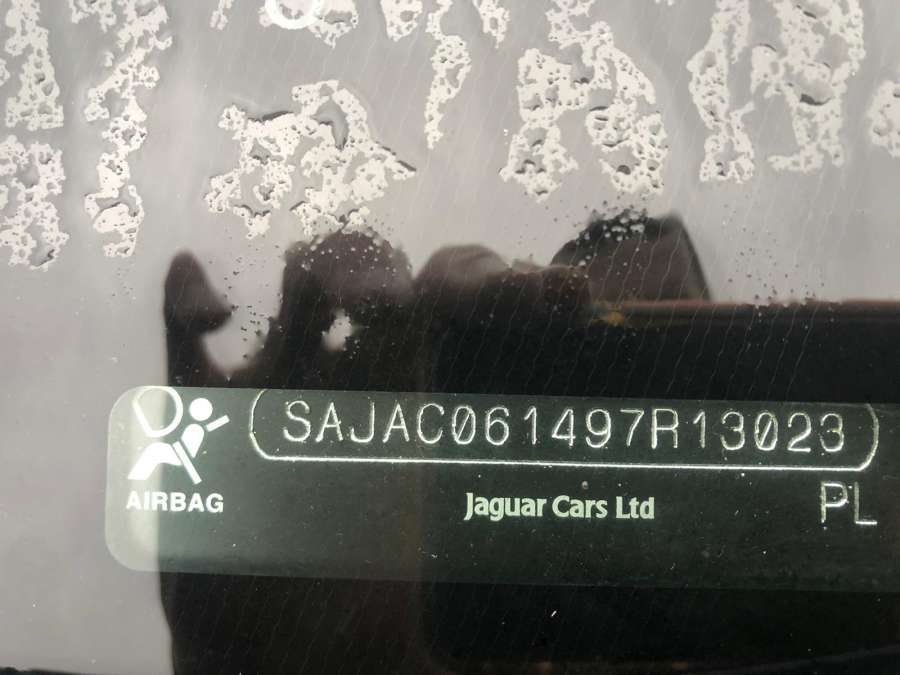 SAJAC061497R13023
AIRBAG
Jaguar Cars Ltd
PL